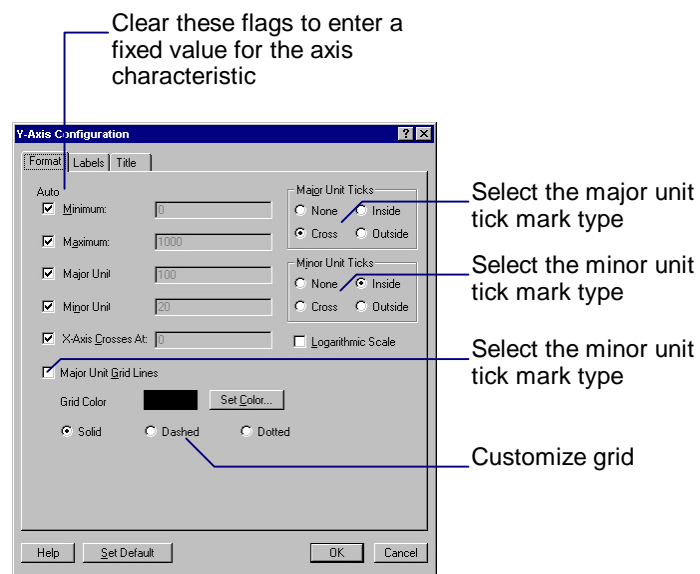 Clear these flags to enter a
fixed value for the axis
characteristic
Y-Axis Configuration
Format Labels Title
Auto
Minimum: 0
Maximum: 1000
Major Unit 100
Minor Unit 20
X-Axis Crosses At: 0
Major Unit Ticks
None Inside
Cross Outside
Minor Unit Ticks
None Inside
Cross Outside
Logarithmic Scale
Major Unit Grid Lines
Grid Color Set Color...
Solid Dashed Dotted
Help Set Default OK Cancel
Select the major unit
tick mark type
Select the minor unit
tick mark type
Select the minor unit
tick mark type
Customize grid